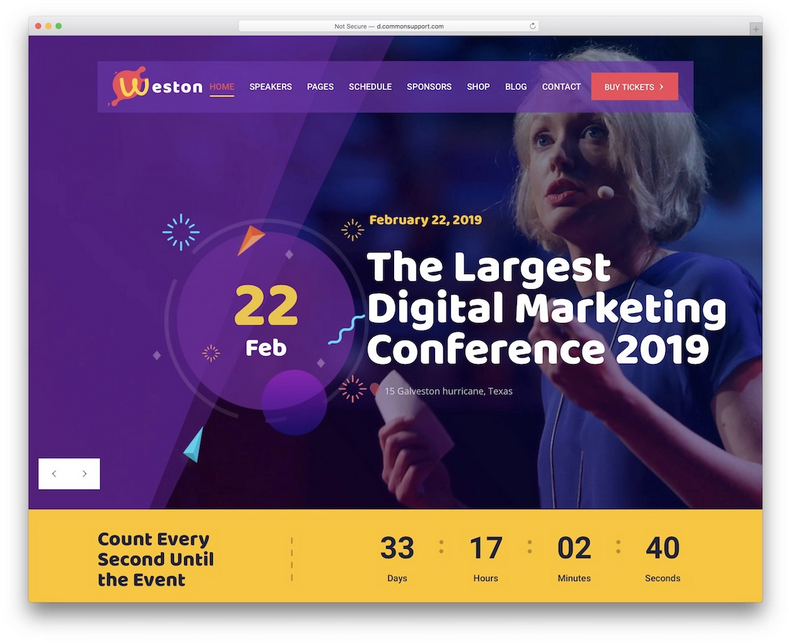 Not Secure — d.commonsupport.com
Weston HOME SPEAKERS PAGES SCHEDULE SPONSORS SHOP BLOG CONTACT BUY TICKETS
February 22, 2019
The Largest
Digital Marketing
Conference 2019
22
Feb
15 Galveston hurricane, Texas
Count Every
Second Until
the Event
33 : 17 : 02 : 40
Days Hours Minutes Seconds